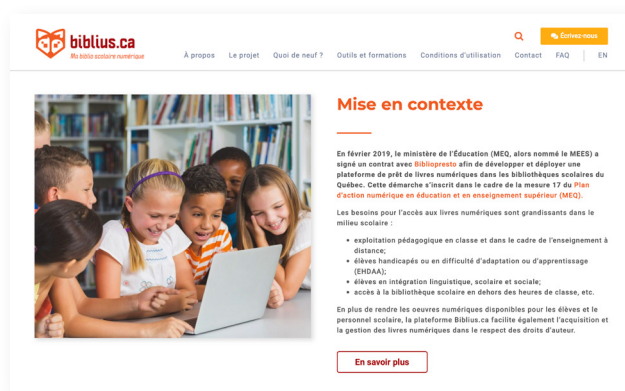 biblius.ca
Ma biblio scolaire numérique
Écrivez-nous
À propos Le projet Quoi de neuf ? Outils et formations Conditions d'utilisation Contact FAQ EN
Mise en contexte
En février 2019, le ministère de l'Éducation (MEQ, alors nommé le MEES) a
signé un contrat avec Bibliopresto afin de développer et déployer une
plateforme de prêt de livres numériques dans les bibliothèques scolaires du
Québec. Cette démarche s'inscrit dans le cadre de la mesure 17 du Plan
d'action numérique en éducation et en enseignement supérieur (MEQ).
Les besoins pour l'accès aux livres numériques sont grandissants dans le
milieu scolaire :
• exploitation pédagogique en classe et dans le cadre de l'enseignement à
distance;
• élèves handicapés ou en difficulté d'adaptation ou d'apprentissage
(EHDAA);
• élèves en intégration linguistique, scolaire et sociale;
• accès à la bibliothèque scolaire en dehors des heures de classe, etc.
En plus de rendre les oeuvres numériques disponibles pour les élèves et le
personnel scolaire, la plateforme Biblius.ca facilite également l'acquisition et
la gestion des livres numériques dans le respect des droits d'auteur.
En savoir plus